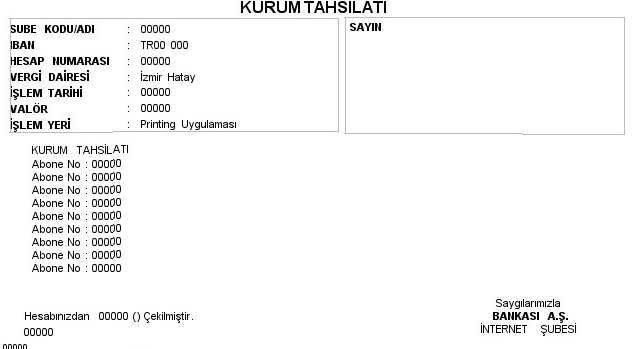 KURUM TAHSILATI
SUBE KODU/ADI : 00000
IBAN : TR00 000
HESAP NUMARASI : 00000
VERGİ DAİRESİ : İzmir Hatay
İŞLEM TARİHİ : 00000
VALÖR : 00000
İŞLEM YERİ : Printing Uygulaması
SAYIN
KURUM TAHSİLATI
Abone No : 00000
Abone No : 00000
Abone No : 00000
Abone No : 00000
Abone No : 00000
Abone No : 00000
Abone No : 00000
Abone No : 00000
Abone No : 00000
Hesabınızdan 00000 () Çekilmiştir.
00000
Saygılarımızla
BANKASI A.Ş.
İNTERNET ŞUBESİ
00000